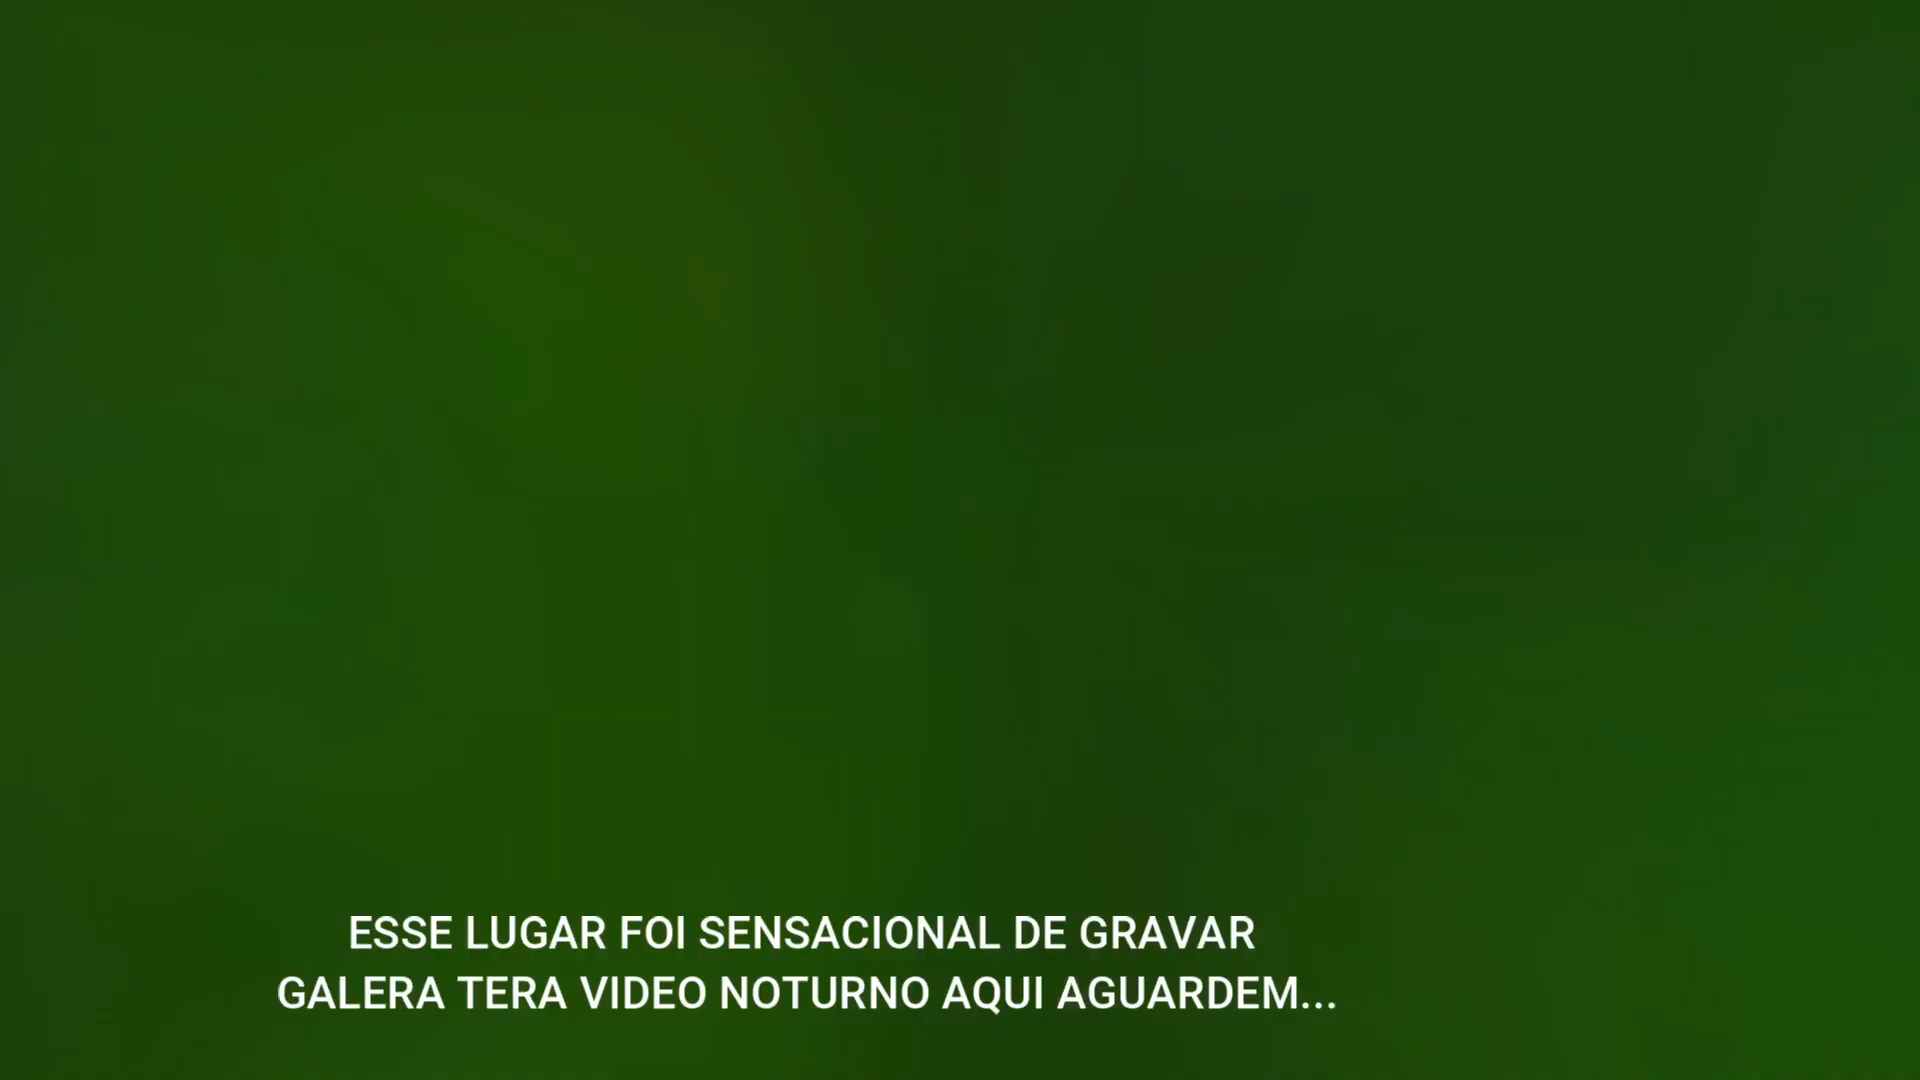 ESSE LUGAR FOI SENSACIONAL DE GRAVAR
GALERA TERA VIDEO NOTURNO AQUI AGUARDEM...